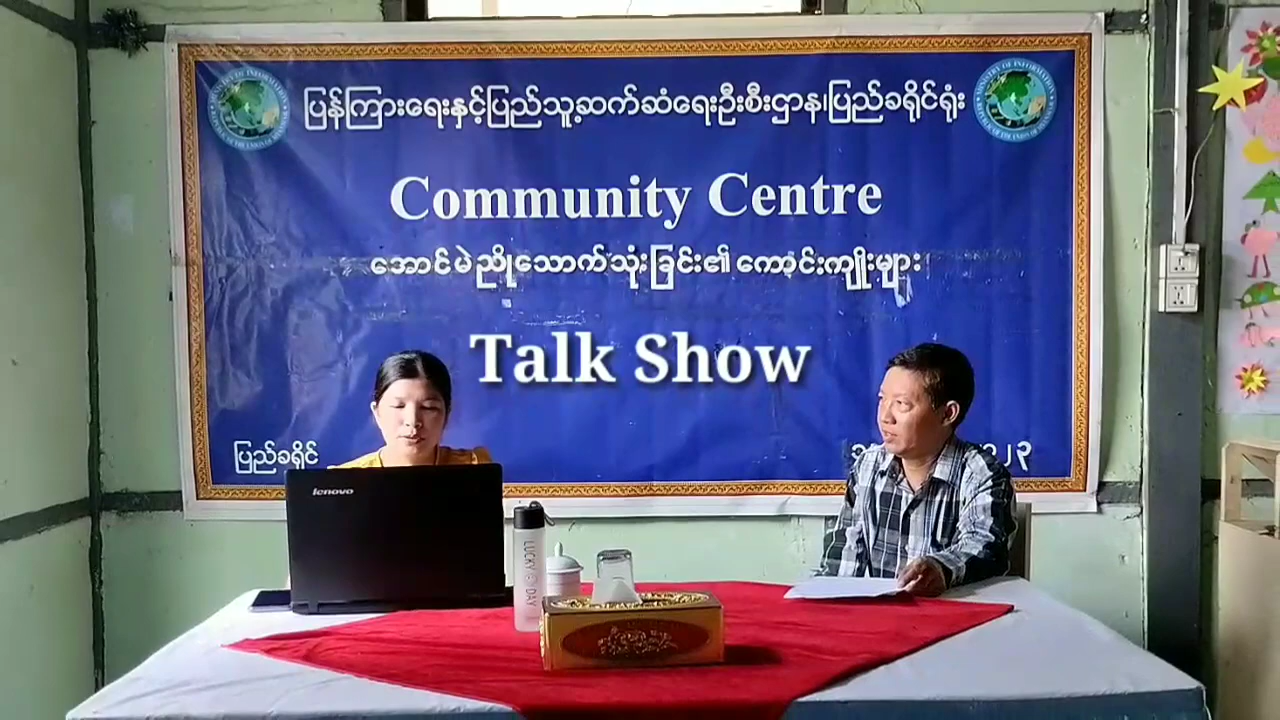 ပြန်ကြားရေးနှင့်ပြည်သူ့ဆက်ဆံရေးဦးစီးဌာန၊ပြည်ခရိုင်ရုံး
Community Centre
အောင်မဲညိုသောက်သုံးခြင်း၏ ကောင်းကျိုးများ
Talk Show
ပြည်ခရိုင်
lenovo
LUCKY DAY